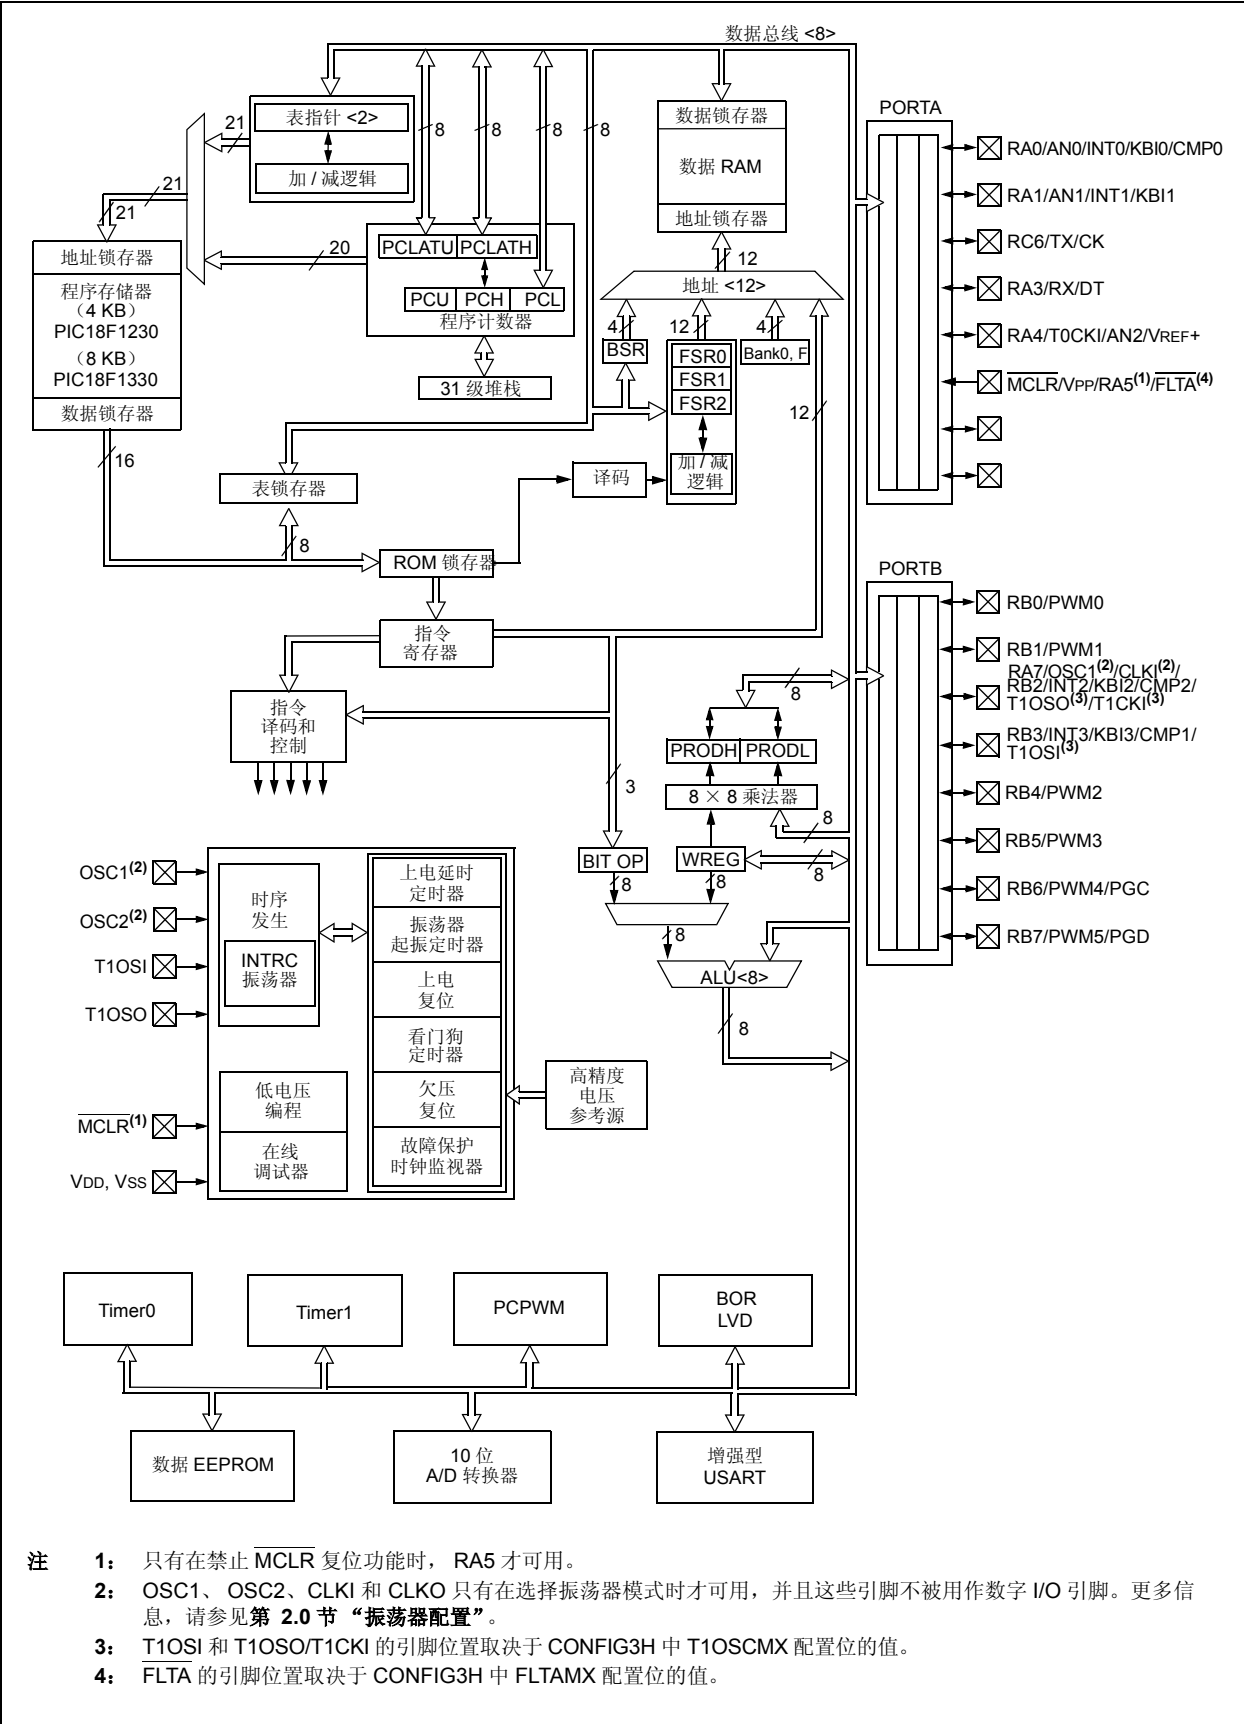 数据总线 <8>
表指针 <2>
加 / 减逻辑
21
8
8
8
8
21
21
20
数据锁存器
数据 RAM
地址锁存器
12
地址 <12>
PCLATU PCLATH
PCU PCH PCL
程序计数器
31 级堆栈
地址锁存器
程序存储器
（4 KB）
PIC18F1230
（8 KB）
PIC18F1330
数据锁存器
16
4
12
4
BSR
FSR0
FSR1
FSR2
Bank0, F
12
加 / 减
逻辑
译码
表锁存器
8
ROM 锁存器
指令
寄存器
指令
译码和
控制
8
PRODH PRODL
3
8 × 8 乘法器
8
BIT OP
WREG
8
8
8
8
ALU<8>
8
PORTA
RA0/AN0/INT0/KBI0/CMP0
RA1/AN1/INT1/KBI1
RC6/TX/CK
RA3/RX/DT
RA4/T0CKI/AN2/VREF+
MCLR/VPP/RA5(1)/FLTA(4)
PORTB
RB0/PWM0
RB1/PWM1
RA7/OSC1(2)/CLKI(2)/
RB2/INT2/KBI2/CMP2/
T1OSO(3)/T1CKI(3)
RB3/INT3/KBI3/CMP1/
T1OSI(3)
RB4/PWM2
RB5/PWM3
RB6/PWM4/PGC
RB7/PWM5/PGD
OSC1(2)
OSC2(2)
T1OSI
T1OSO
MCLR(1)
VDD, VSS
时序
发生
INTRC
振荡器
低电压
编程
在线
调试器
上电延时
定时器
振荡器
起振定时器
上电
复位
看门狗
定时器
欠压
复位
故障保护
时钟监视器
高精度
电压
参考源
Timer0
Timer1
PCPWM
BOR
LVD
数据 EEPROM
10 位
A/D 转换器
增强型
USART
注 1： 只有在禁止 MCLR 复位功能时， RA5 才可用。
2： OSC1、 OSC2、CLKI 和 CLKO 只有在选择振荡器模式时才可用，并且这些引脚不被用作数字 I/O 引脚。更多信
息，请参见第 2.0 节 “振荡器配置”。
3： T1OSI 和 T1OSO/T1CKI 的引脚位置取决于 CONFIG3H 中 T1OSCMX 配置位的值。
4： FLTA 的引脚位置取决于 CONFIG3H 中 FLTAMX 配置位的值。